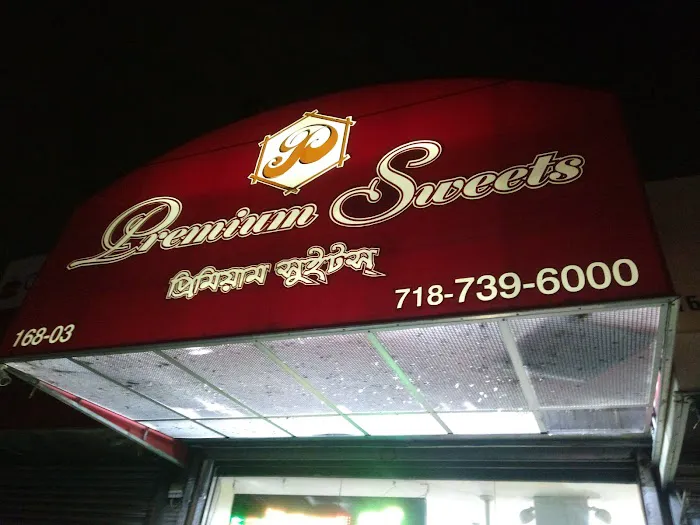 P
Premium Sweets
প্রিমিয়াম সুইটস্
168-03
718-739-6000